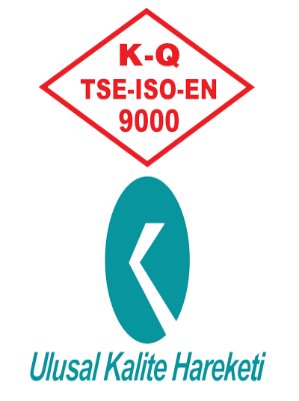 K-Q
TSE-ISO-EN
9000
Ulusal Kalite Hareketi